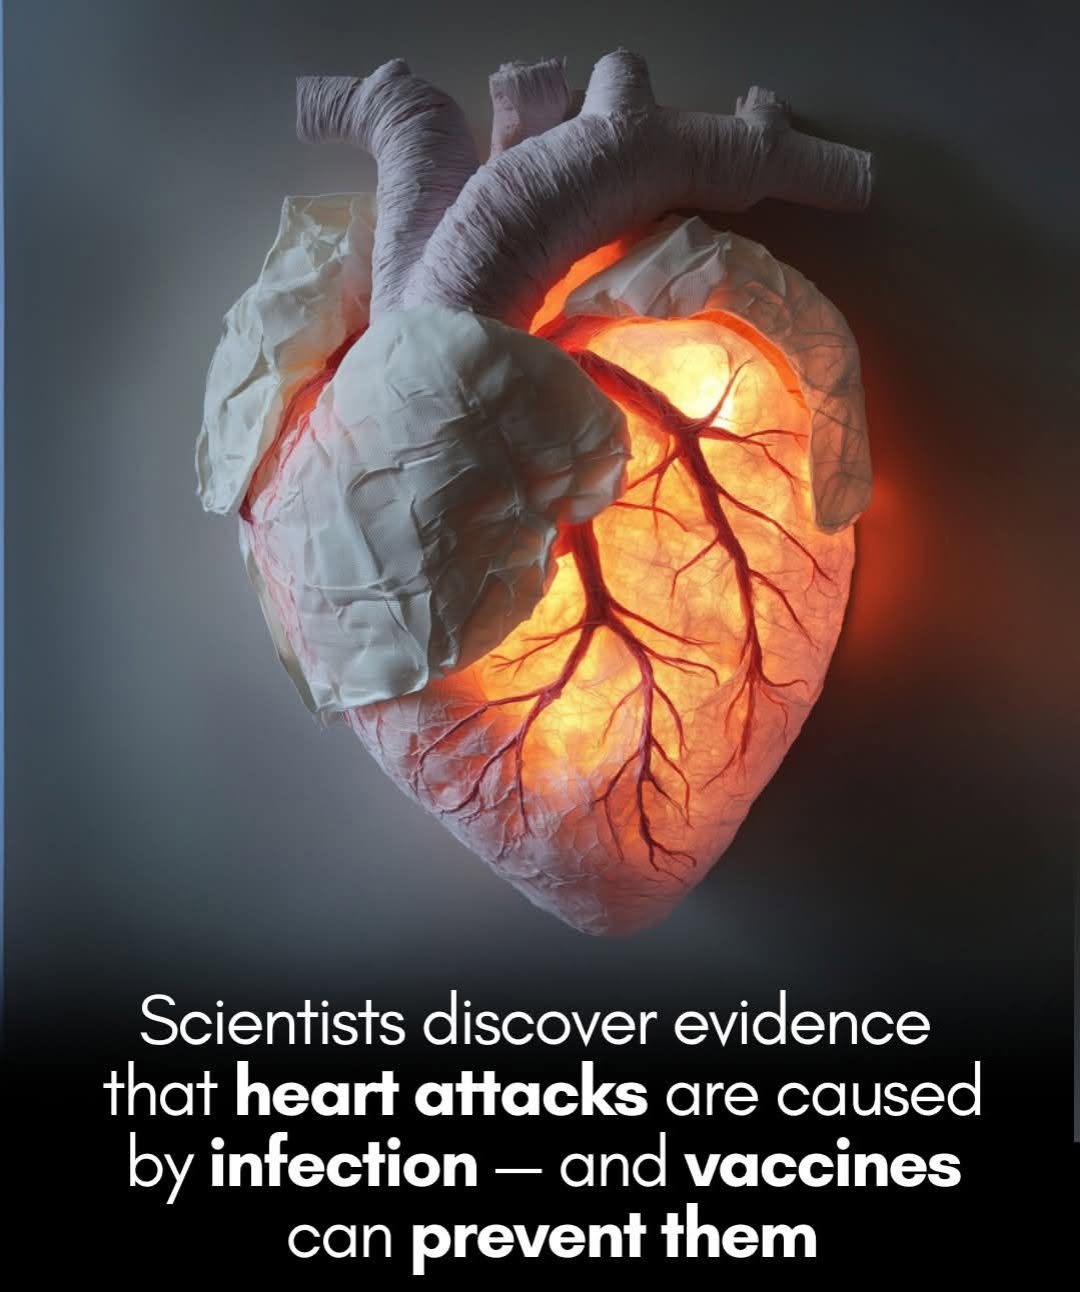 Scientists discover evidence
that heart attacks are caused
by infection — and vaccines
can prevent them